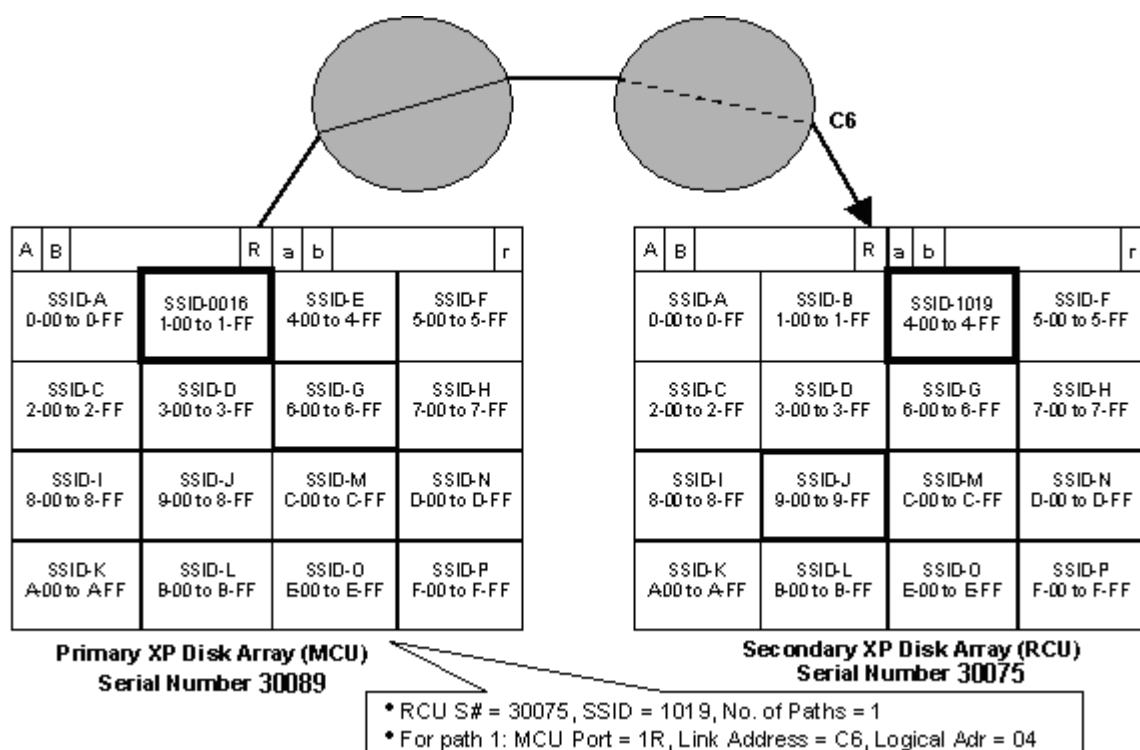 C6
A B R a b r
SSID-A SSID-0016 SSID-E SSID-F
0-00 to 0-FF 1-00 to 1-FF 4-00 to 4-FF 5-00 to 5-FF
SSID-C SSID-D SSID-G SSID-H
2-00 to 2-FF 3-00 to 3-FF 6-00 to 6-FF 7-00 to 7-FF
SSID-I SSID-J SSID-M SSID-N
8-00 to 8-FF 9-00 to 8-FF C-00 to C-FF D-00 to D-FF
SSID-K SSID-L SSID-O SSID-P
A-00 to A-FF B-00 to B-FF E-00 to E-FF F-00 to F-FF
Primary XP Disk Array (MCU)
Serial Number 30089
A B R a b r
SSID-A SSID-B SSID-1019 SSID-F
0-00 to 0-FF 1-00 to 1-FF 4-00 to 4-FF 5-00 to 5-FF
SSID-C SSID-D SSID-G SSID-H
2-00 to 2-FF 3-00 to 3-FF 6-00 to 6-FF 7-00 to 7-FF
SSID-I SSID-J SSID-M SSID-N
8-00 to 8-FF 9-00 to 9-FF C-00 to C-FF D-00 to D-FF
SSID-K SSID-L SSID-O SSID-P
A00 to A-FF B-00 to B-FF E-00 to E-FF F-00 to F-FF
Secondary XP Disk Array (RCU)
Serial Number 30075
• RCU S# = 30075, SSID = 1019, No. of Paths = 1
• For path 1: MCU Port = 1R, Link Address = C6, Logical Adr = 04